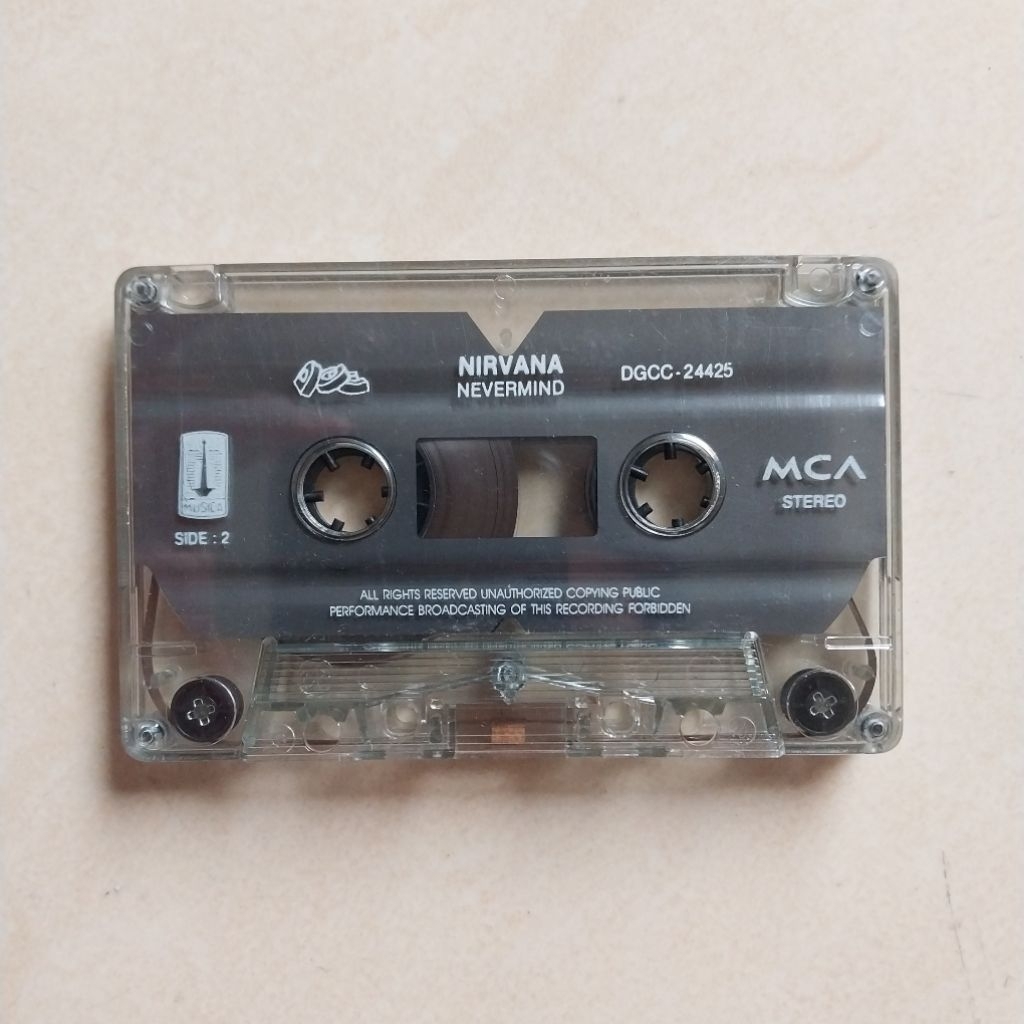 NIRVANA
NEVERMIND
DGCC-24425
MUSICA
SIDE : 2
MCA
STEREO
ALL RIGHTS RESERVED UNAUTHORIZED COPYING PUBLIC
PERFORMANCE BROADCASTING OF THIS RECORDING FORBIDDEN